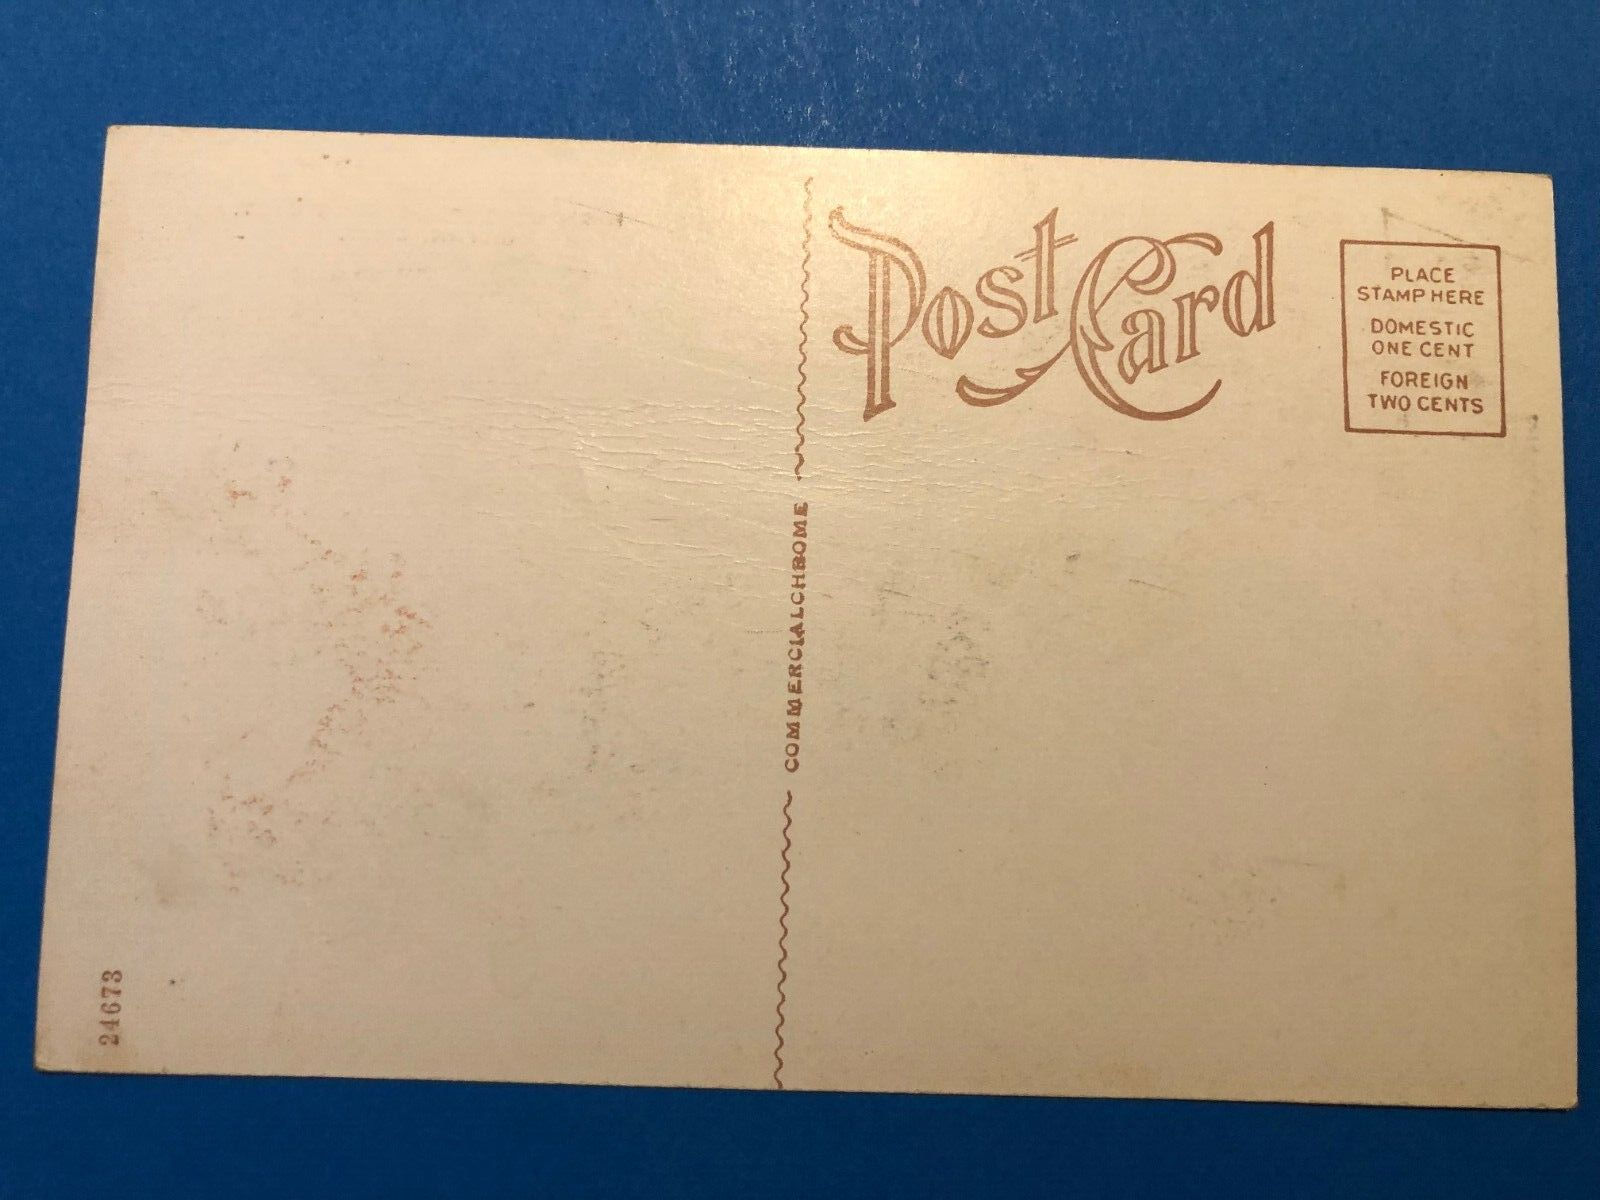 Post Card
PLACE
STAMP HERE
DOMESTIC
ONE CENT
FOREIGN
TWO CENTS
COMMERCIALCHROME
24673